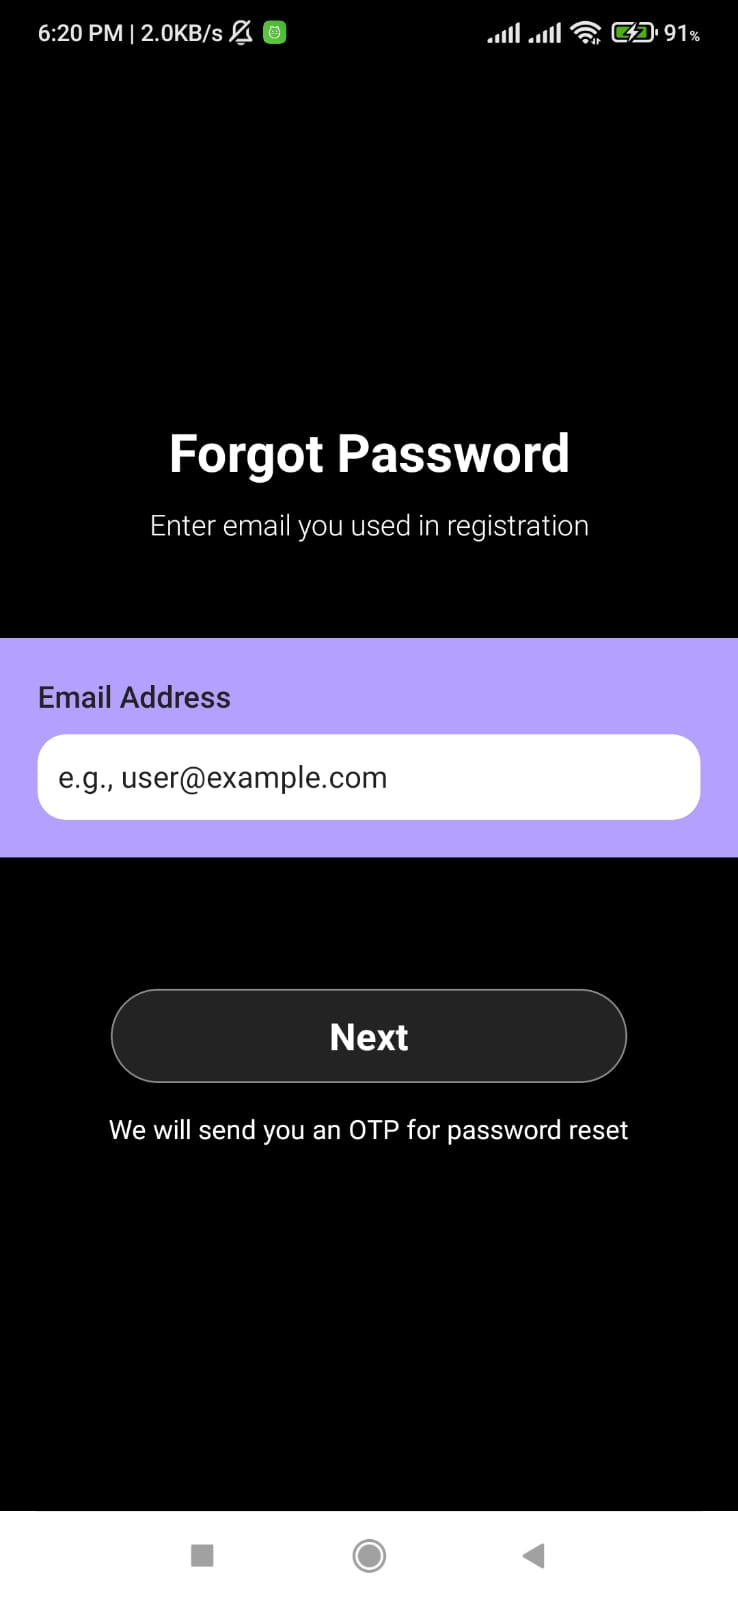 6:20 PM | 2.0KB/s 91%
Forgot Password
Enter email you used in registration
Email Address
e.g., user@example.com
Next
We will send you an OTP for password reset